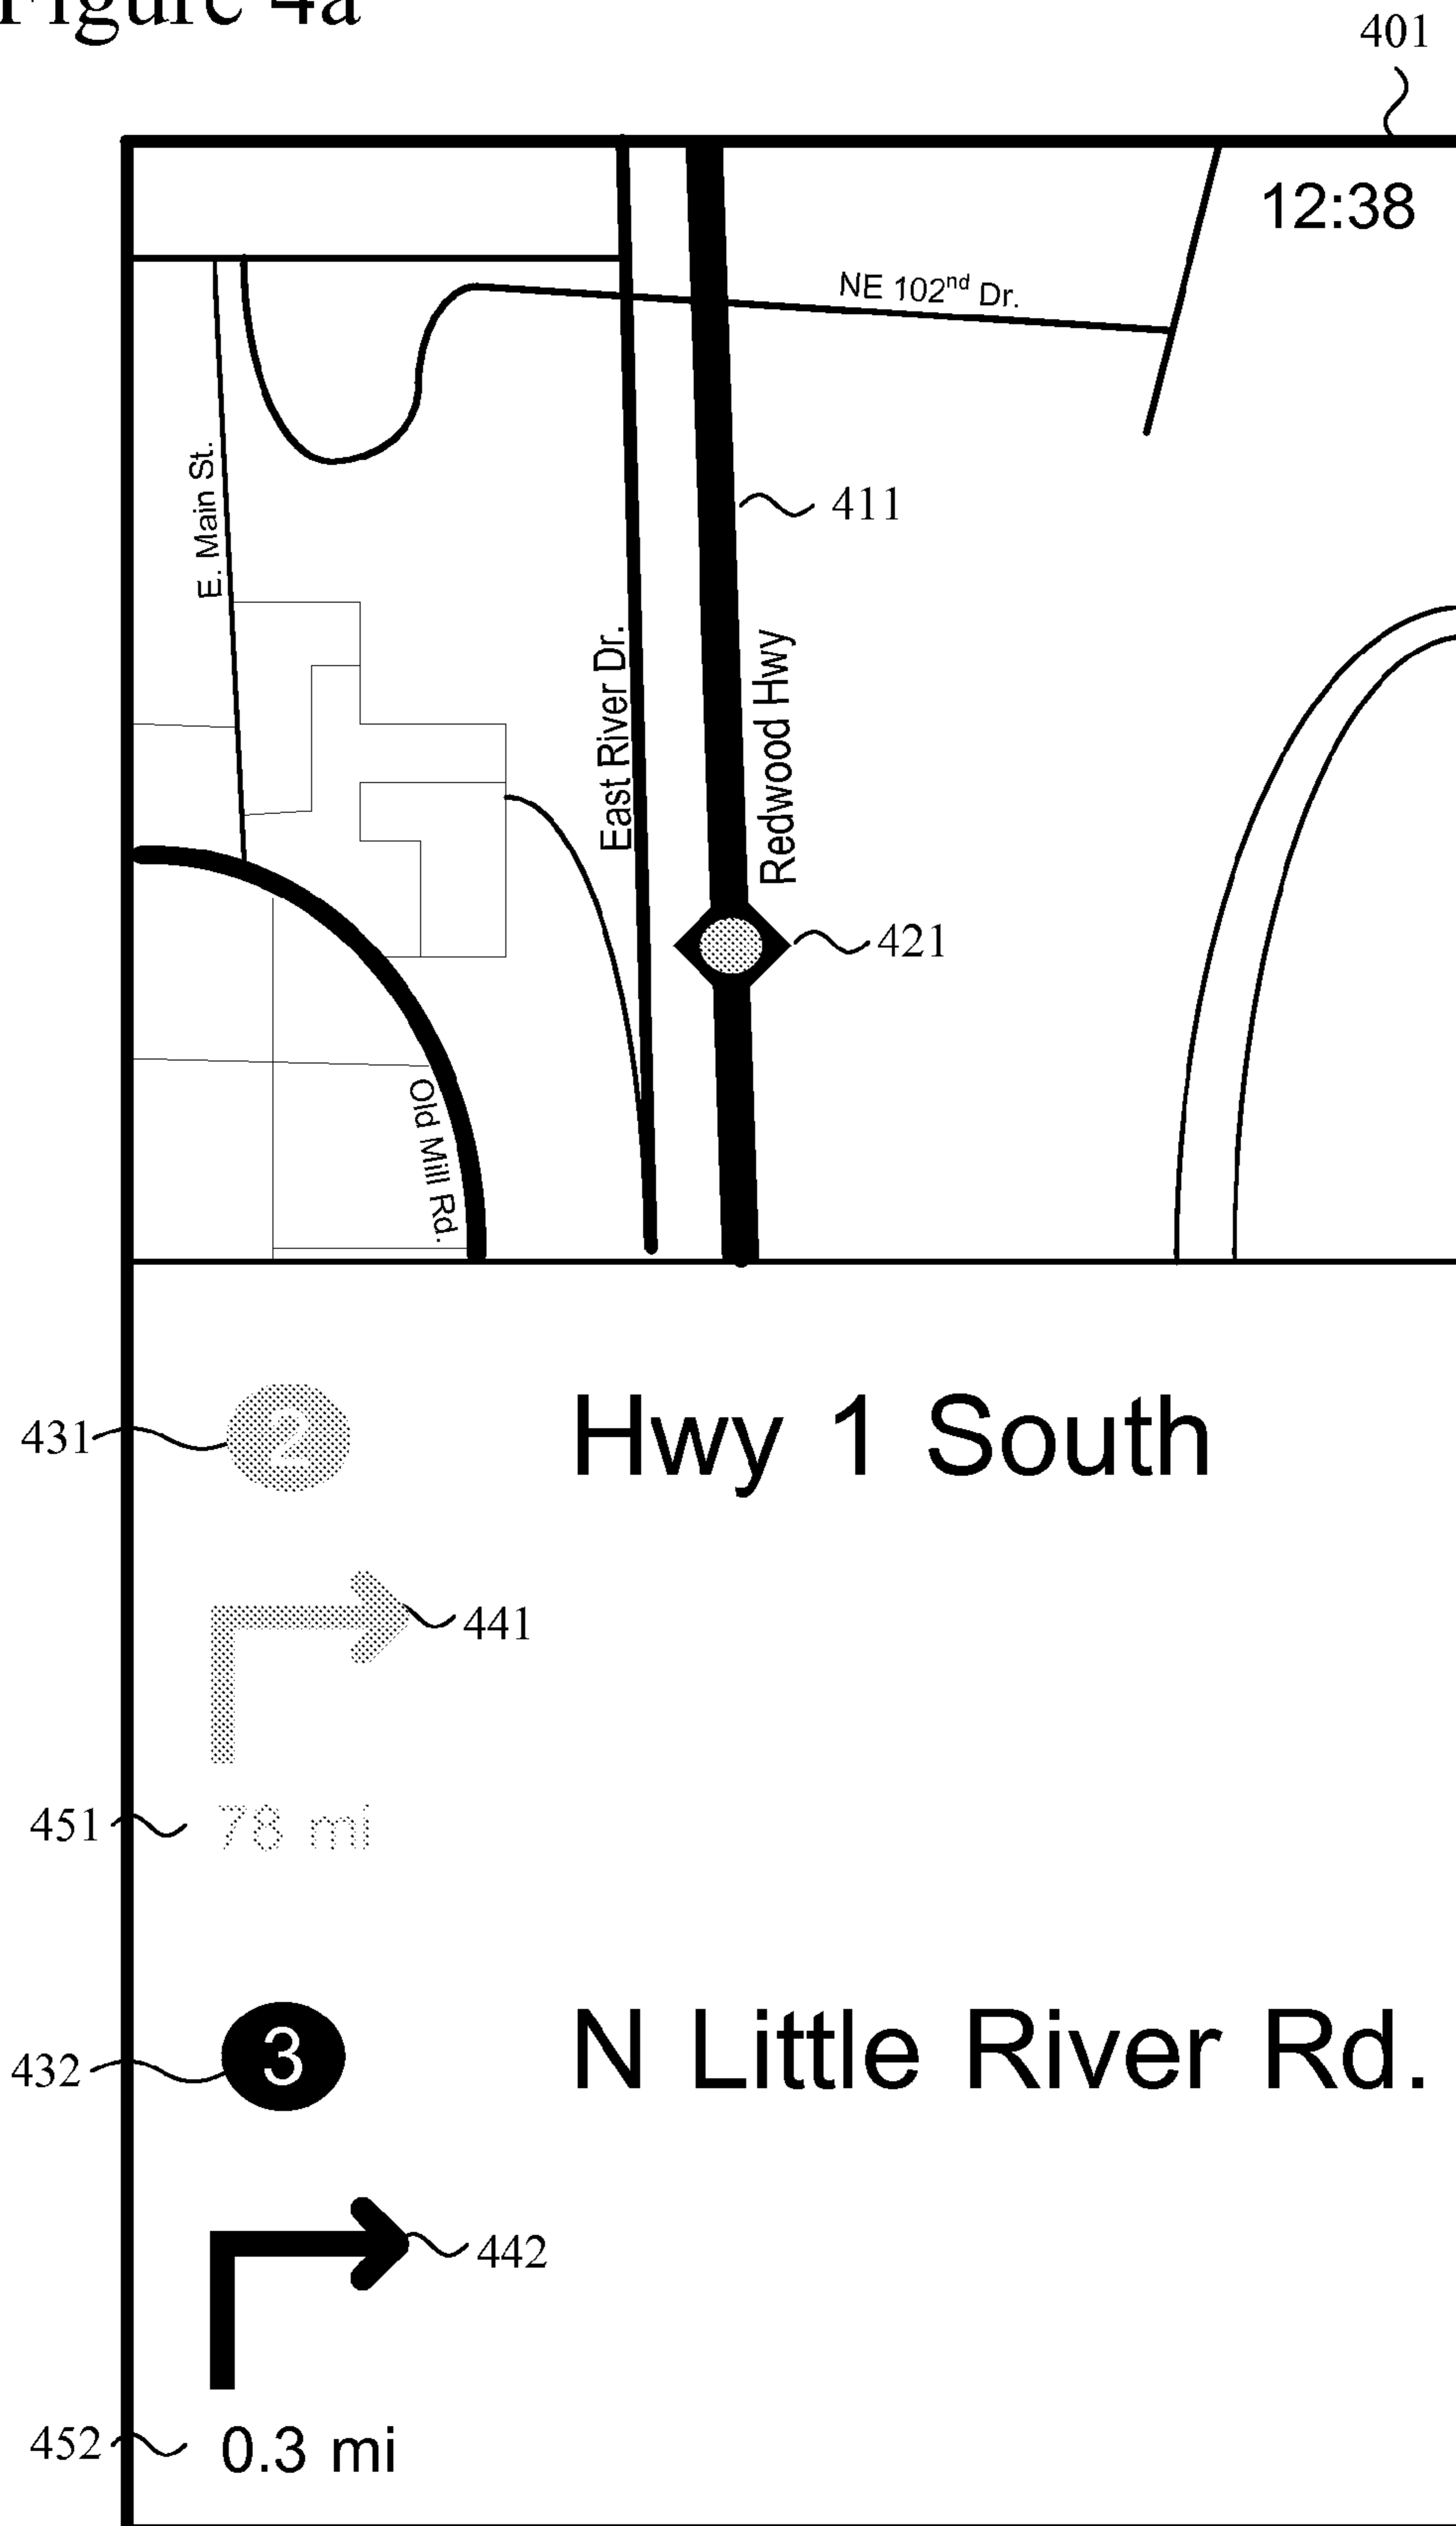 Figure 4a
401
12:38
NE 102nd Dr.
E. Main St.
411
East River Dr.
Redwood Hwy
421
Old Mill Rd.
431
2
Hwy 1 South
441
451
78 mi
432
3
N Little River Rd.
442
452
0.3 mi